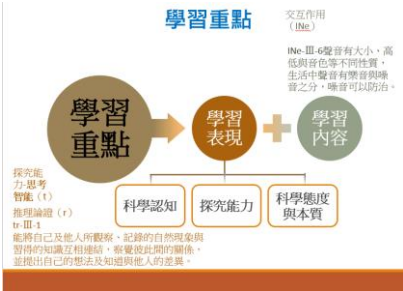 學習重點
交互作用
（INe）
INe-Ⅲ-6聲音有大小，高
低與音色等不同性質，
生活中聲音有樂音與噪
音之分，噪音可以防治。
學習
重點
學習
表現
學習
內容
科學認知
探究能力
科學態度
與本質
探究能
力-思考
智能（t）
推理論證（r）
tr-Ⅲ-1
能將自己及他人所觀察、記錄的自然現象與
習得的知識互相連結，察覺彼此間的關係，
並提出自己的想法及知道與他人的差異。